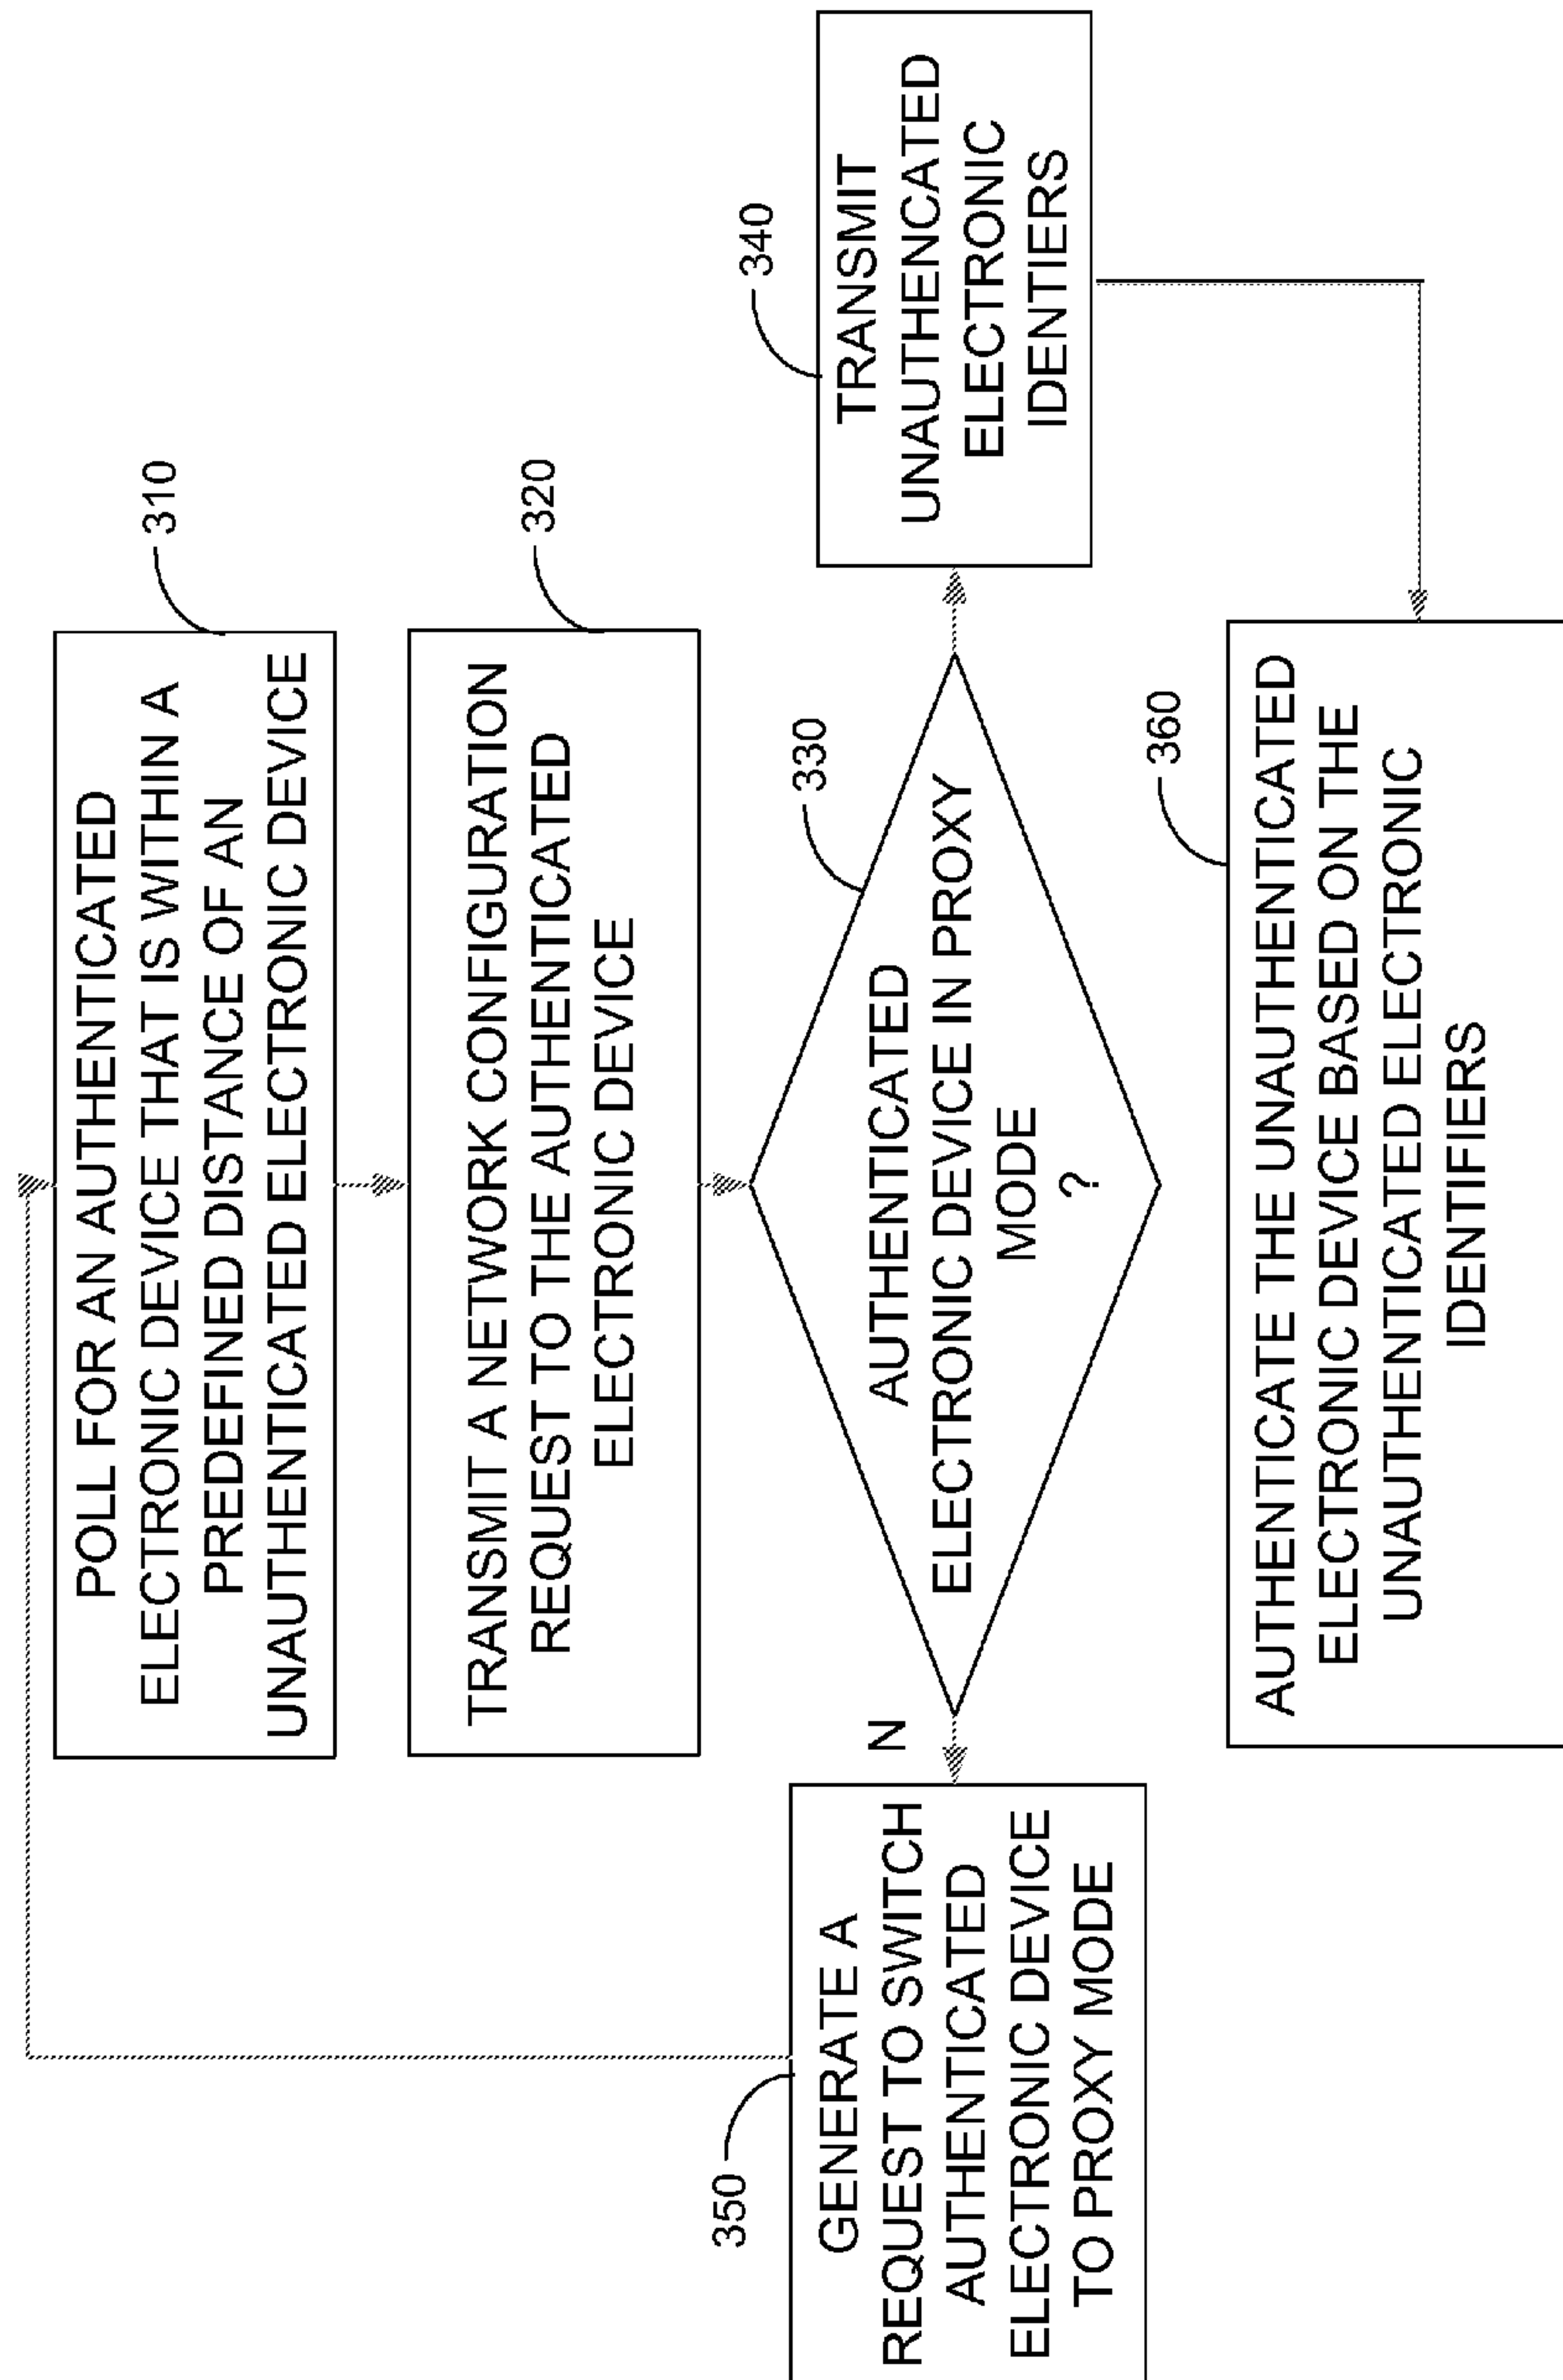 310
POLL FOR AN AUTHENTICATED
ELECTRONIC DEVICE THAT IS WITHIN A
PREDEFINED DISTANCE OF AN
UNAUTHENTICATED ELECTRONIC DEVICE
320
TRANSMIT A NETWORK CONFIGURATION
REQUEST TO THE AUTHENTICATED
ELECTRONIC DEVICE
330
AUTHENTICATED
ELECTRONIC DEVICE IN PROXY
MODE
?
N
350
GENERATE A
REQUEST TO SWITCH
AUTHENTICATED
ELECTRONIC DEVICE
TO PROXY MODE
340
TRANSMIT
UNAUTHENICATED
ELECTRONIC
IDENTIERS
360
AUTHENTICATE THE UNAUTHENTICATED
ELECTRONIC DEVICE BASED ON THE
UNAUTHENTICATED ELECTRONIC
IDENTIFIERS